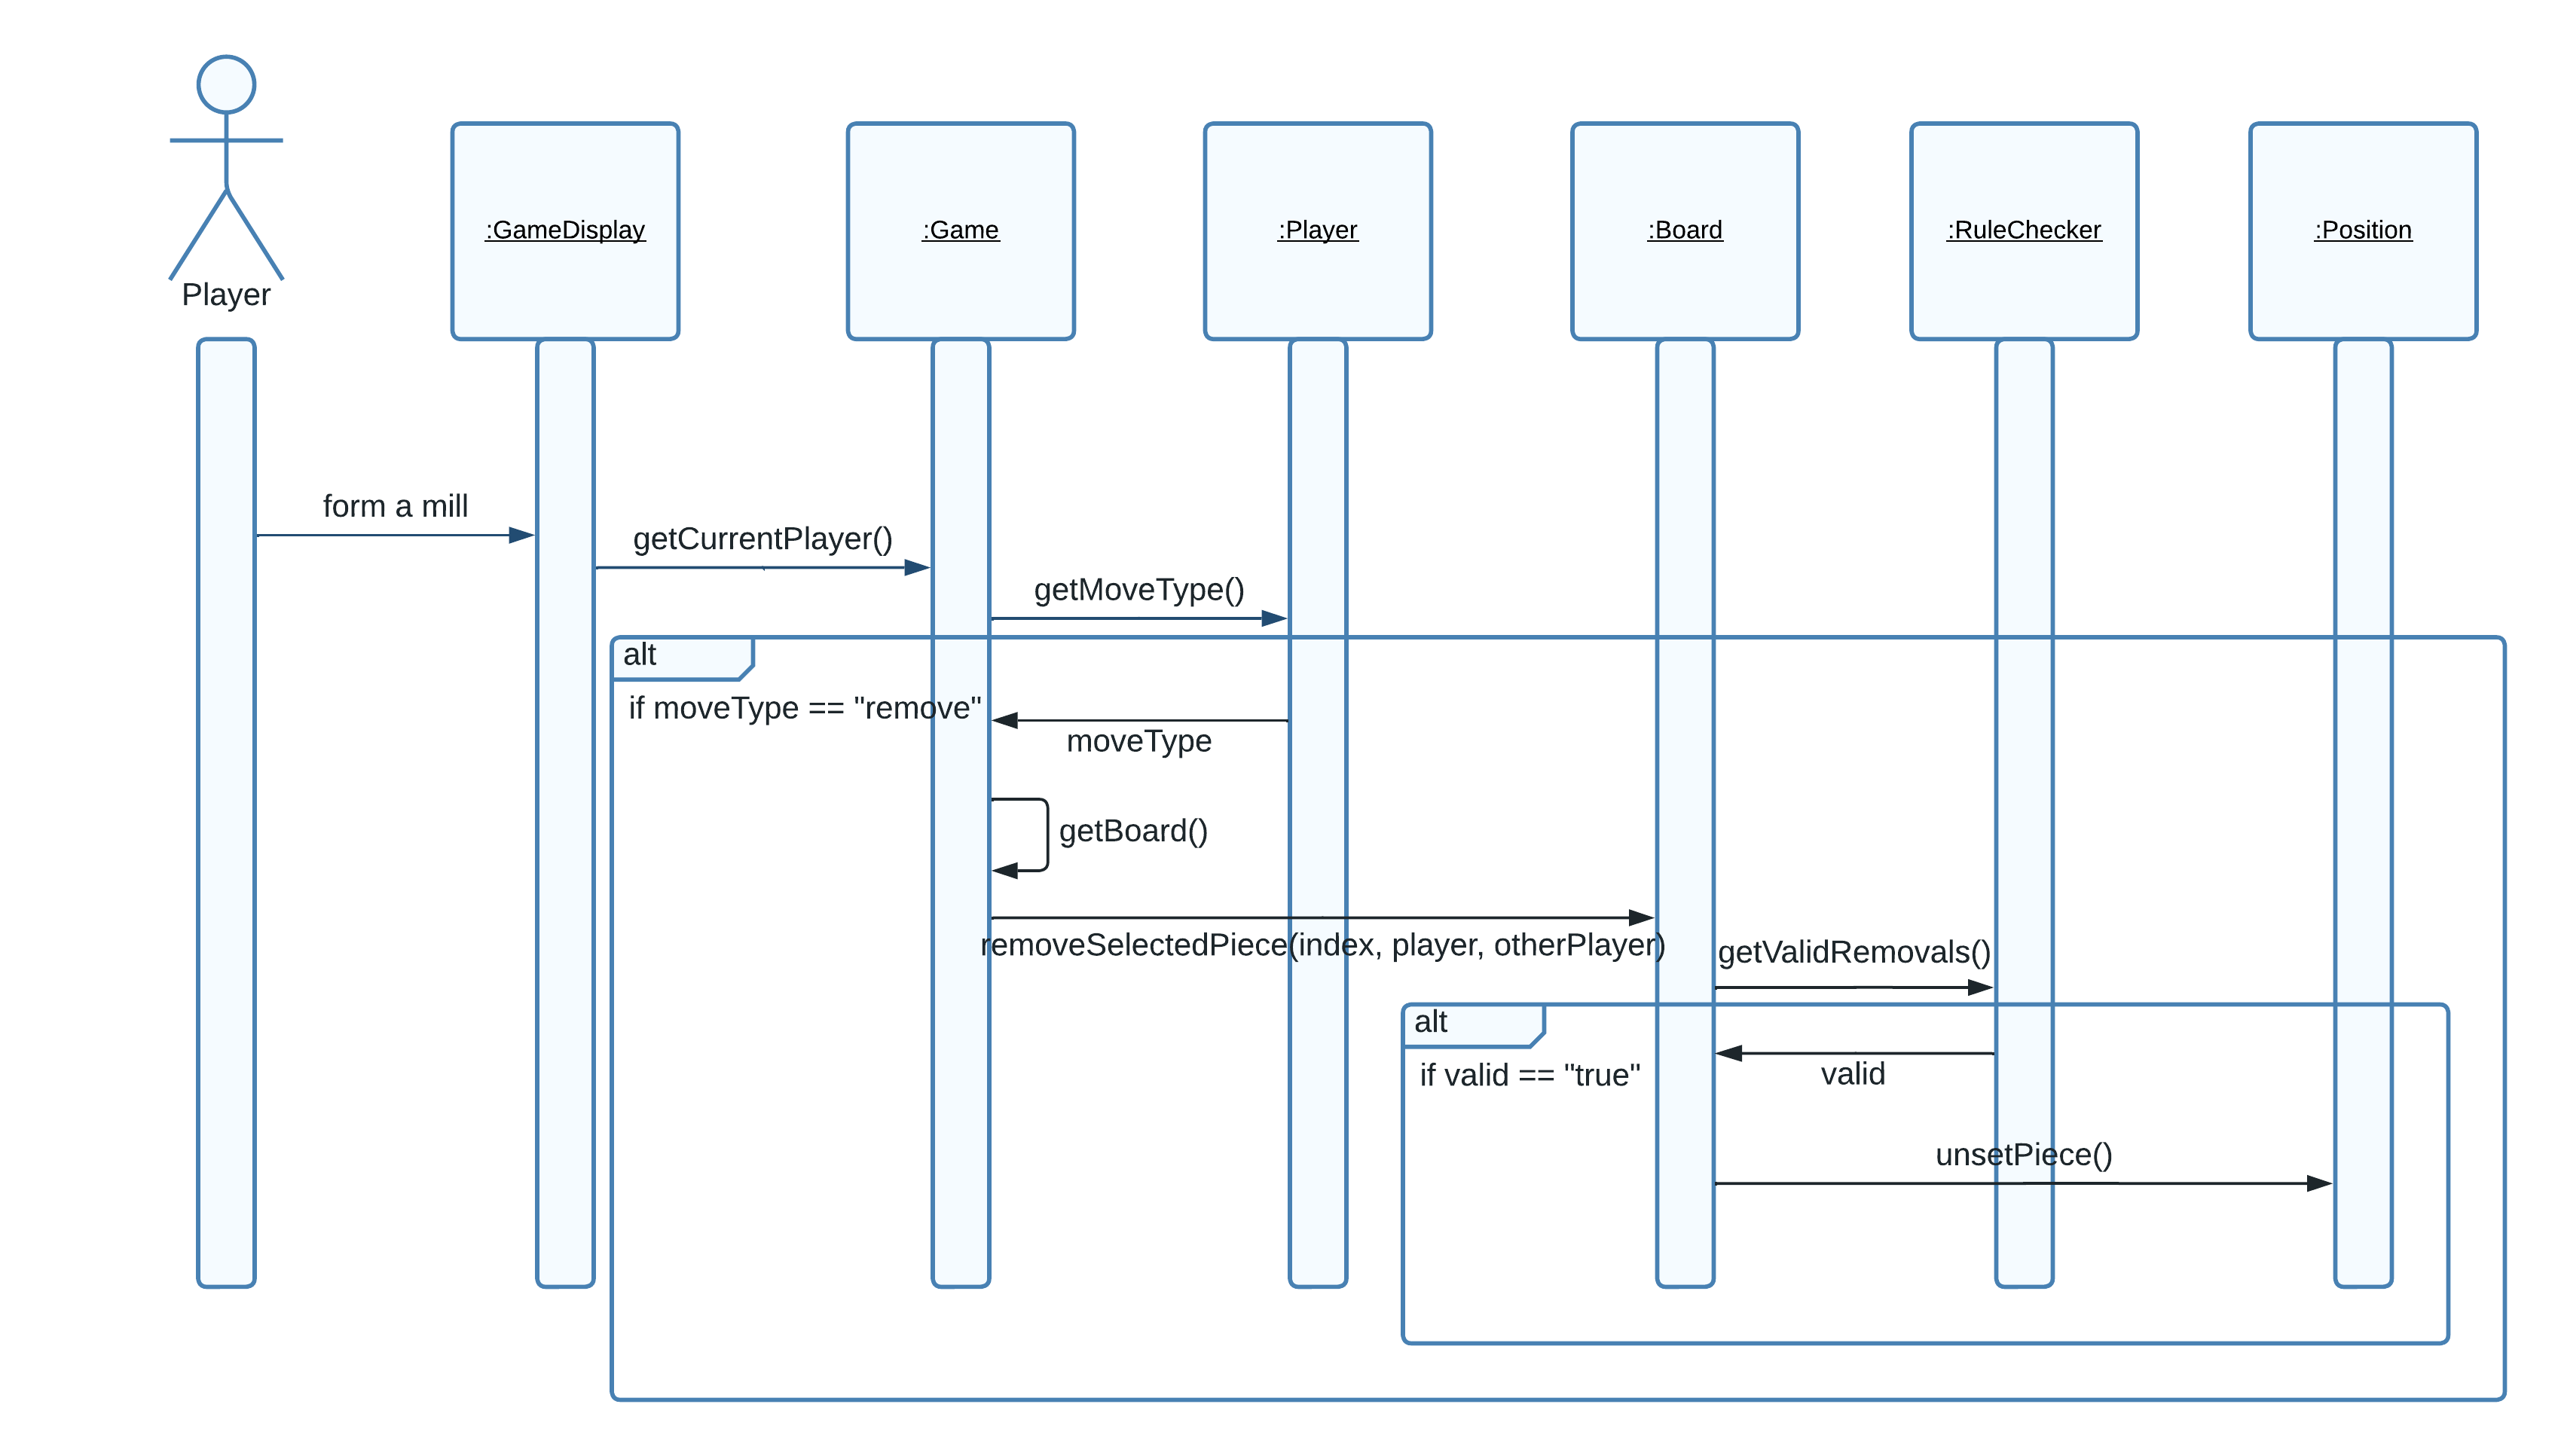 Player
:GameDisplay
:Game
:Player
:Board
:RuleChecker
:Position
form a mill
getCurrentPlayer()
getMoveType()
alt
if moveType == "remove"
moveType
getBoard()
removeSelectedPiece(index, player, otherPlayer)
getValidRemovals()
alt
if valid == "true"
valid
unsetPiece()